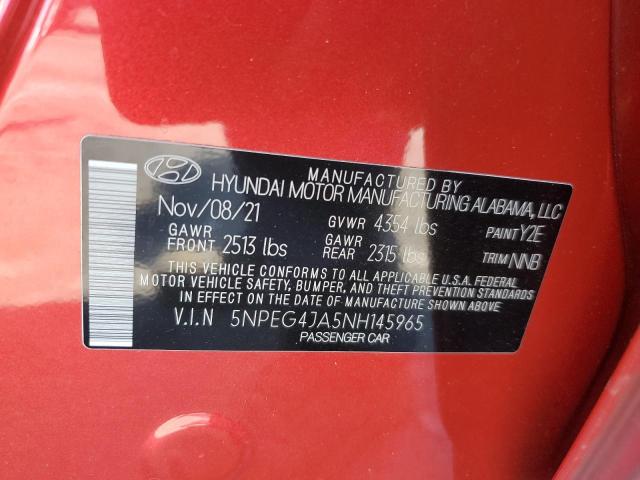 MANUFACTURED BY
HYUNDAI MOTOR MANUFACTURING ALABAMA, LLC
Nov/08/21 GVWR 4354 lbs PAINT Y2E
GAWR FRONT 2513 lbs GAWR REAR 2315 lbs TRIM NNB
THIS VEHICLE CONFORMS TO ALL APPLICABLE U.S.A. FEDERAL
MOTOR VEHICLE SAFETY, BUMPER, AND THEFT PREVENTION STANDARDS
IN EFFECT ON THE DATE OF MANUFACTURE SHOWN ABOVE.
V.I.N 5NPEG4JA5NH145965
PASSENGER CAR